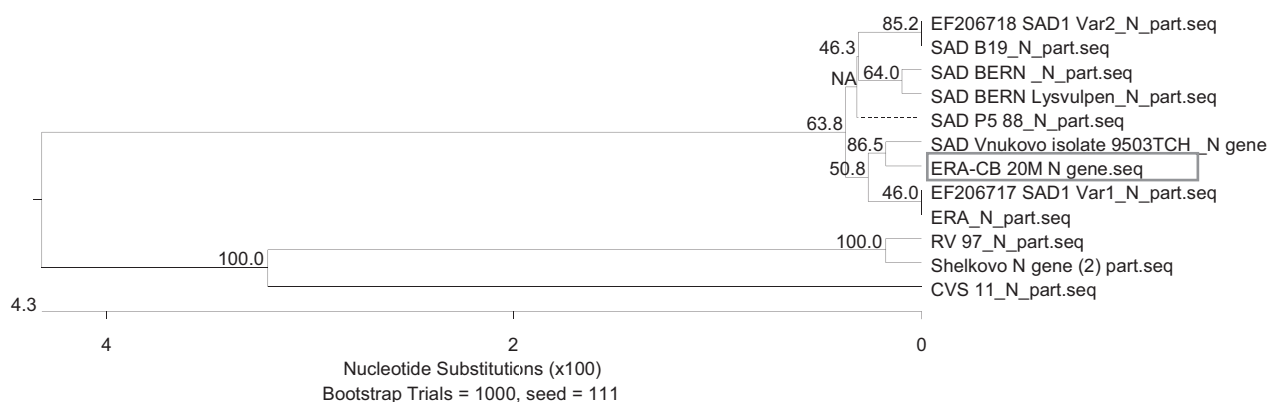 85.2 EF206718 SAD1 Var2_N_part.seq
46.3 SAD B19_N_part.seq
NA 64.0 SAD BERN _N_part.seq
SAD BERN Lysvulpen_N_part.seq
63.8 SAD P5 88_N_part.seq
86.5 SAD Vnukovo isolate 9503TCH _N gene
50.8 ERA-CB 20M N gene.seq
46.0 EF206717 SAD1 Var1_N_part.seq
ERA_N_part.seq
100.0 RV 97_N_part.seq
100.0 Shelkovo N gene (2) part.seq
CVS 11_N_part.seq
4.3
4 2 0
Nucleotide Substitutions (x100)
Bootstrap Trials = 1000, seed = 111